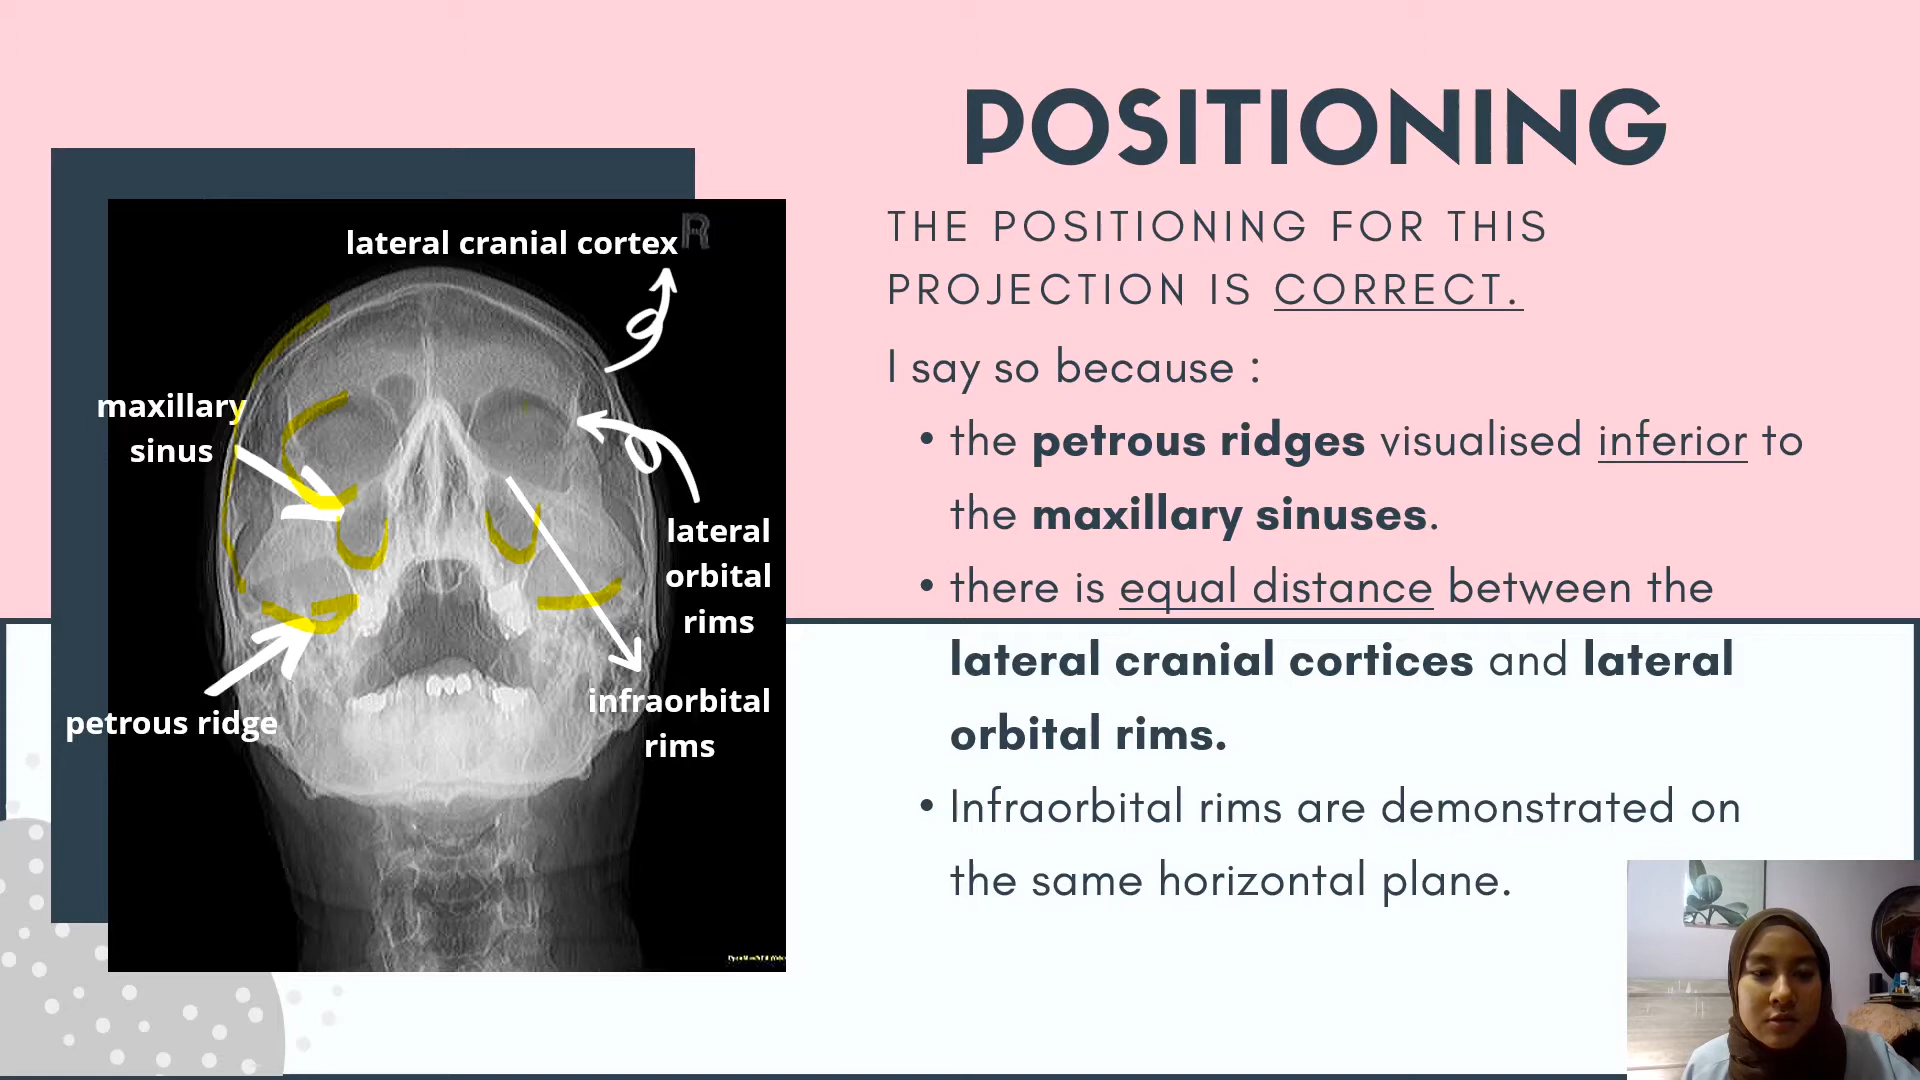 POSITIONING
THE POSITIONING FOR THIS
PROJECTION IS CORRECT.
I say so because :
• the petrous ridges visualised inferior to
the maxillary sinuses.
• there is equal distance between the
lateral cranial cortices and lateral
orbital rims.
• Infraorbital rims are demonstrated on
the same horizontal plane.
lateral cranial cortex
R
maxillary
sinus
lateral
orbital
rims
infraorbital
rims
petrous ridge